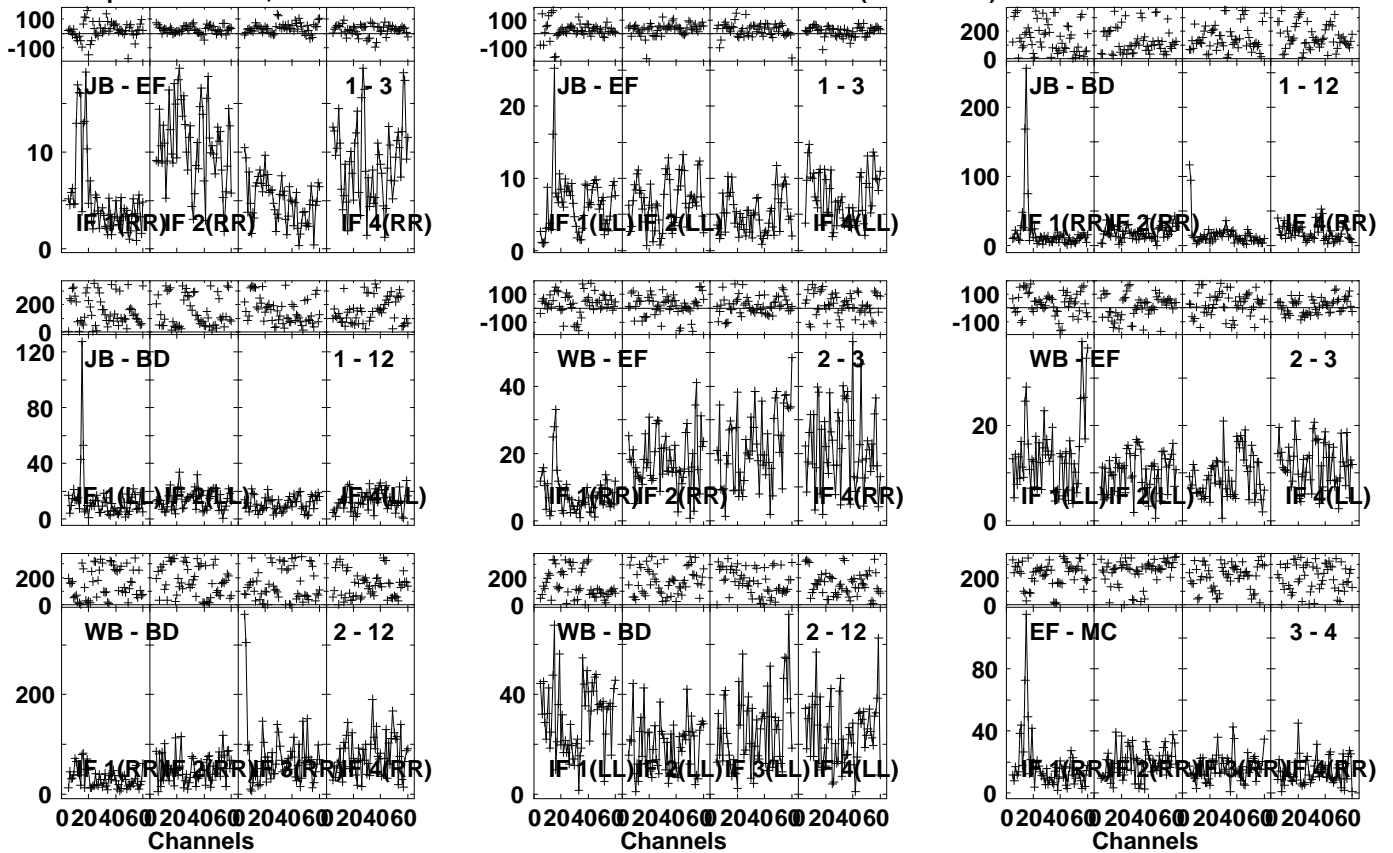 100
-100
JB - EF
1 - 3
10
0
IF 1(RR)
IF 2(RR)
IF 4(RR)
100
-100
JB - EF
1 - 3
20
10
0
IF 1(LL)
IF 2(LL)
IF 4(LL)
200
0
JB - BD
1 - 12
200
100
0
IF 1(RR)
IF 2(RR)
IF 4(RR)
200
0
JB - BD
1 - 12
120
80
40
0
IF 1(LL)
IF 2(LL)
IF 4(LL)
100
-100
WB - EF
2 - 3
40
20
0
IF 1(RR)
IF 2(RR)
IF 4(RR)
100
-100
WB - EF
2 - 3
20
0
IF 1(LL)
IF 2(LL)
IF 4(LL)
200
0
WB - BD
2 - 12
200
0
IF 1(RR)
IF 2(RR)
IF 3(RR)
IF 4(RR)
0 20 40 60
0 20 40 60
0 20 40 60
0 20 40 60
Channels
200
0
WB - BD
2 - 12
40
0
IF 1(LL)
IF 2(LL)
IF 3(LL)
IF 4(LL)
0 20 40 60
0 20 40 60
0 20 40 60
0 20 40 60
Channels
200
0
EF - MC
3 - 4
80
40
0
IF 1(RR)
IF 2(RR)
IF 3(RR)
IF 4(RR)
0 20 40 60
0 20 40 60
0 20 40 60
0 20 40 60
Channels